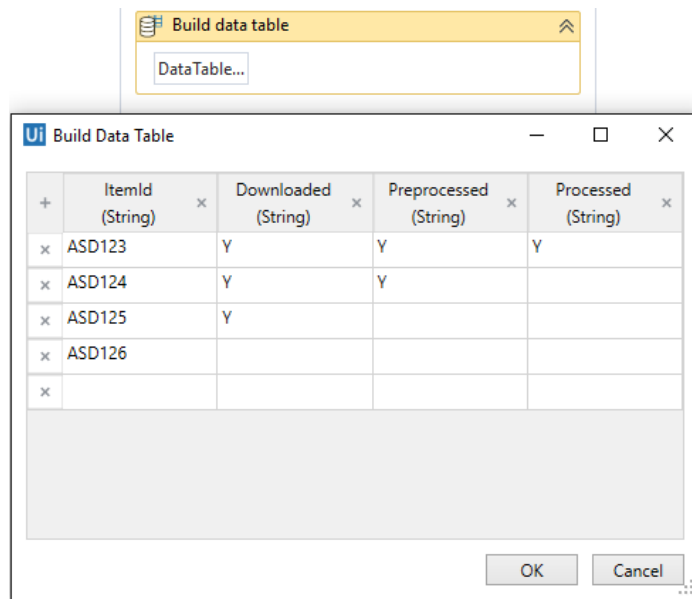 Build data table
DataTable...
Ui Build Data Table
ItemId (String) Downloaded (String) Preprocessed (String) Processed (String)
ASD123 Y Y Y
ASD124 Y Y
ASD125 Y
ASD126
OK Cancel